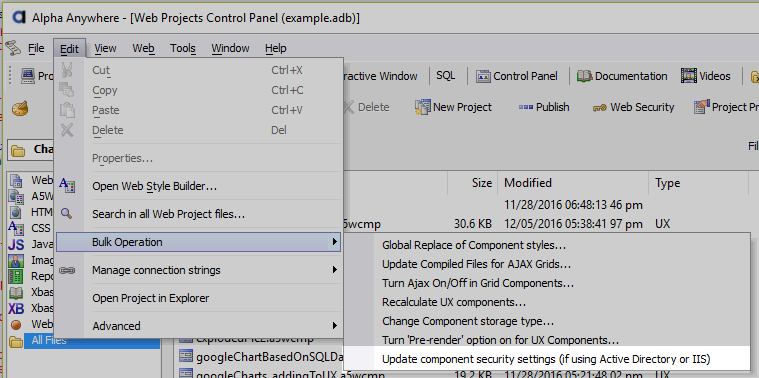 Alpha Anywhere - [Web Projects Control Panel (example.adb)]
File Edit View Web Tools Window Help
Pro
ractive Window SQL Control Panel Documentation Videos
Cut Ctrl+X
Copy Ctrl+C
Paste Ctrl+V
Delete Del
Properties...
Open Web Style Builder...
Search in all Web Project files...
Bulk Operation
Manage connection strings
Open Project in Explorer
Advanced
Delete New Project Publish Web Security Project Pr
Cha
Fil
Web
A5W
HTM
CSS
Java
Imag
Repo
Xbas
Xbas
Web
All Files
Size Modified Type
11/28/2016 06:48:13 46 pm
a5wcmp 30.6 KB 12/05/2016 05:38:41 97 pm UX
Global Replace of Component styles...
Update Compiled Files for AJAX Grids...
Turn Ajax On/Off in Grid Components...
Recalculate UX components...
Change Component storage type...
Turn 'Pre-render' option on for UX Components...
Update component security settings (if using Active Directory or IIS)
googleChartBasedOnSQLDa
googleCharts_addingToUX.a5wcmp 19.2 KB 11/28/2016 05:21:48 02 pm UX